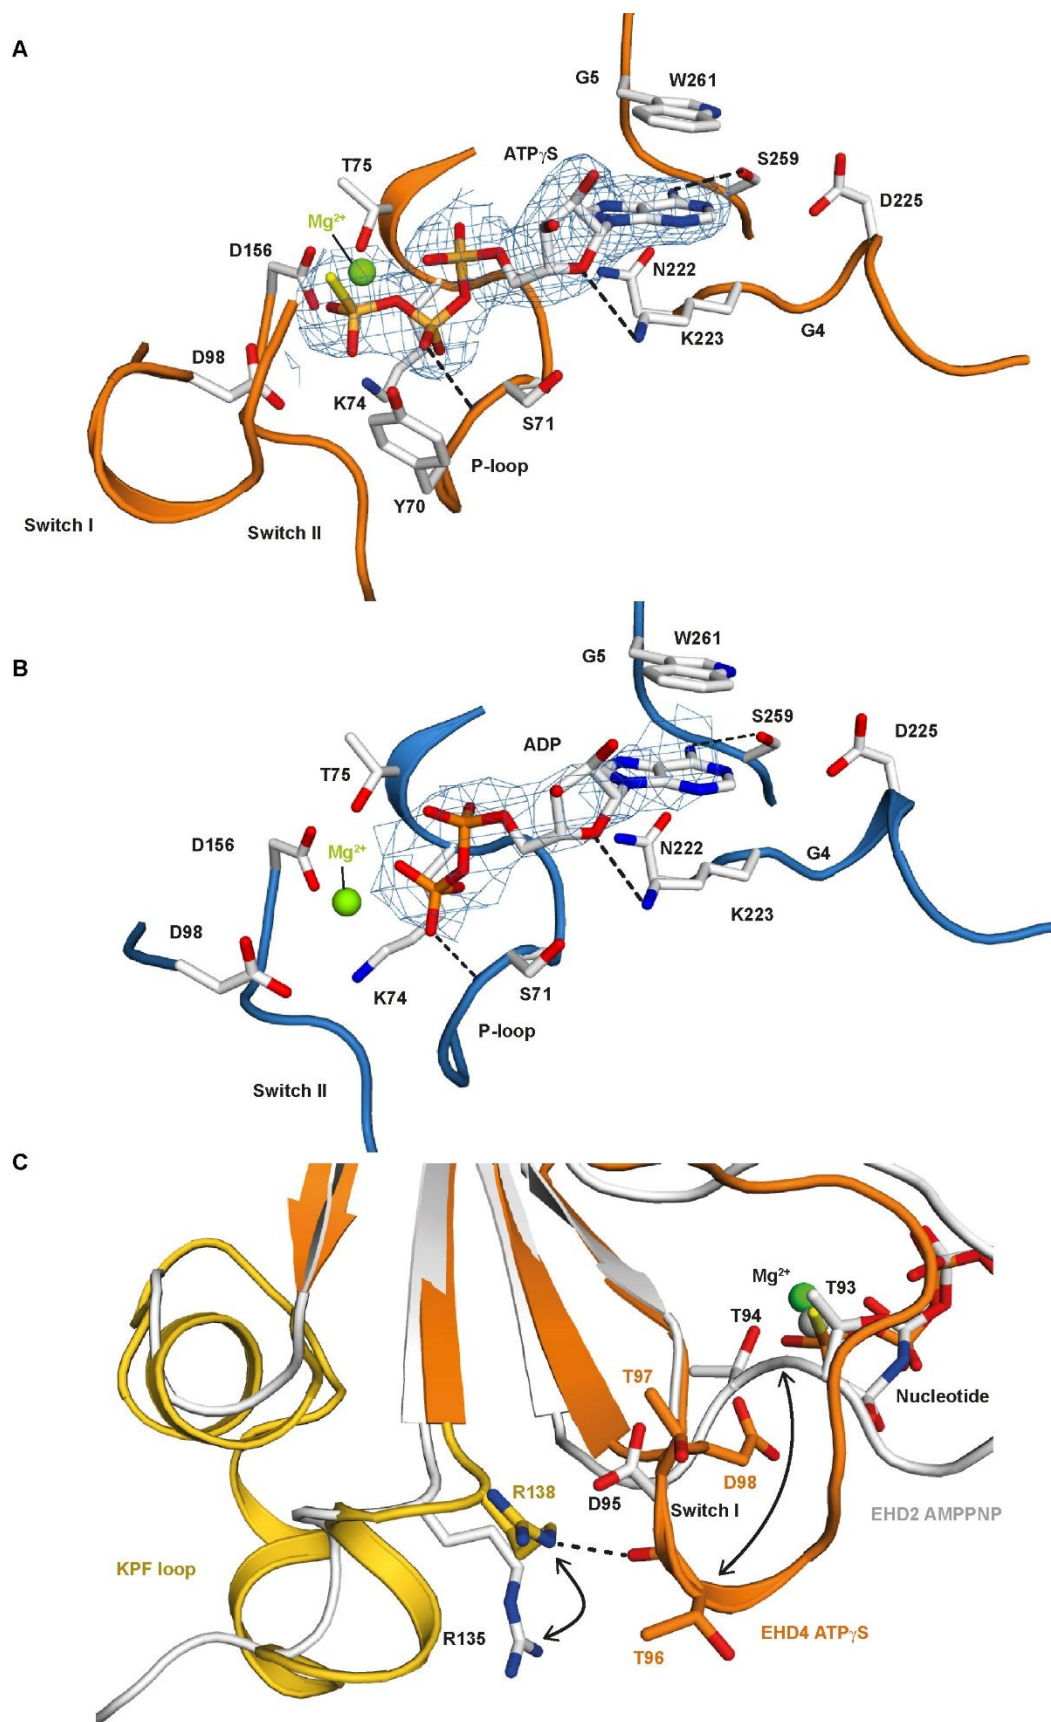 A
G5
W261
ATPγS
S259
T75
D225
Mg²⁺
D156
N222
K223
G4
D98
K74
S71
P-loop
Y70
Switch I
Switch II
B
W261
G5
S259
D225
ADP
T75
D156
Mg²⁺
N222
G4
K223
D98
K74
S71
P-loop
Switch II
C
Mg²⁺
T93
T94
T97
Nucleotide
D98
D95
R138
Switch I
EHD2 AMPPNP
KPF loop
R135
EHD4 ATPγS
T96